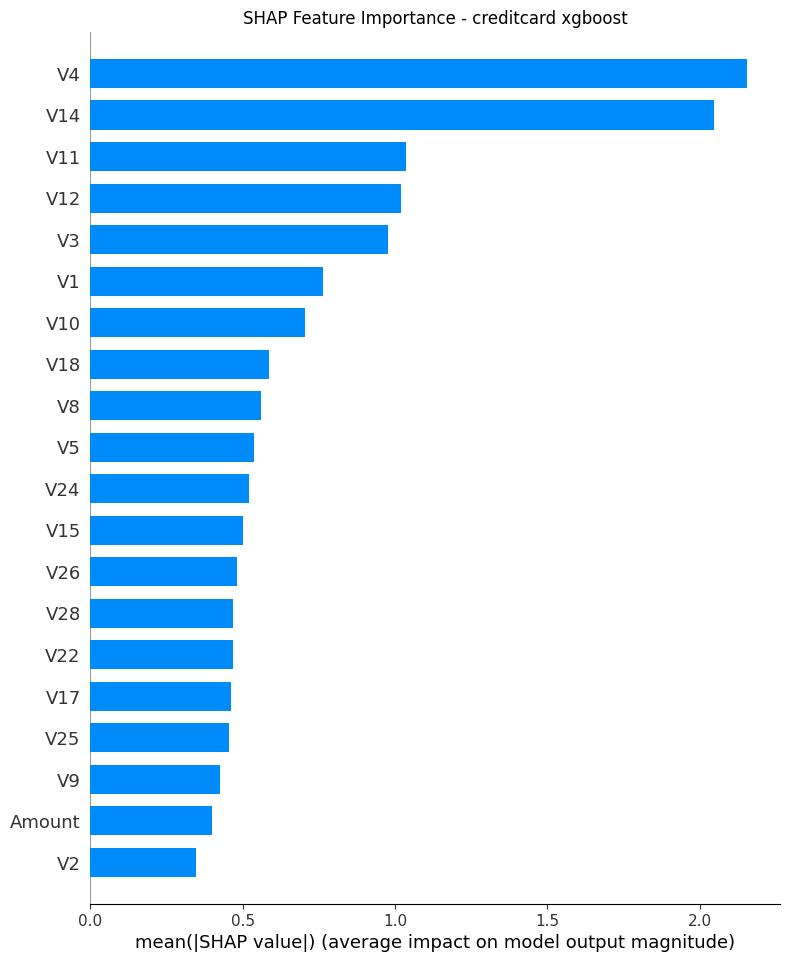 SHAP Feature Importance - creditcard xgboost
V4
V14
V11
V12
V3
V1
V10
V18
V8
V5
V24
V15
V26
V28
V22
V17
V25
V9
Amount
V2
0.0 0.5 1.0 1.5 2.0
mean(|SHAP value|) (average impact on model output magnitude)